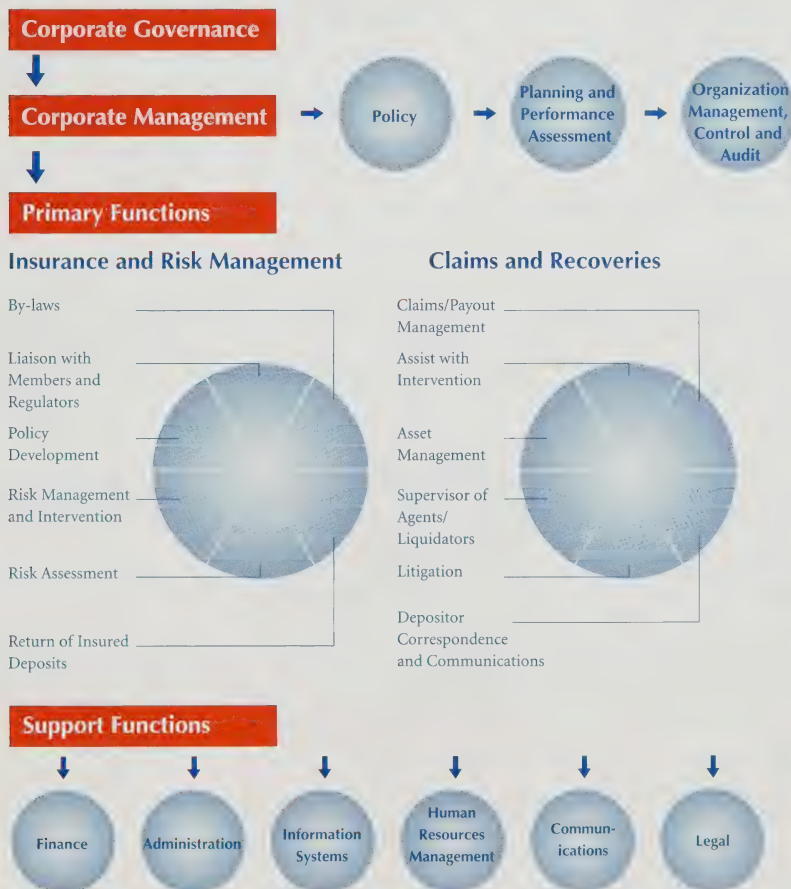 Corporate Governance
Corporate Management
Policy
Planning and
Performance
Assessment
Organization
Management,
Control and
Audit
Primary Functions
Insurance and Risk Management
By-laws
Liaison with
Members and
Regulators
Policy
Development
Risk Management
and Intervention
Risk Assessment
Return of Insured
Deposits
Claims and Recoveries
Claims/Payout
Management
Assist with
Intervention
Asset
Management
Supervisor of
Agents/
Liquidators
Litigation
Depositor
Correspondence
and Communications
Support Functions
Finance
Administration
Information
Systems
Human
Resources
Management
Commun-
ications
Legal